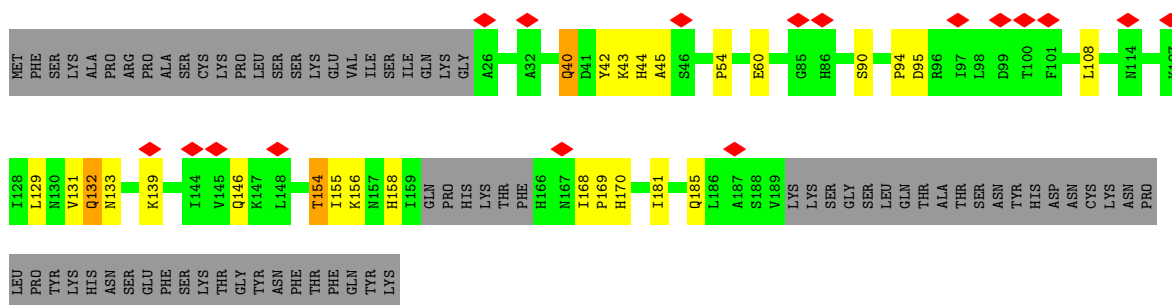 MET PHE SER LYS ALA PRO ARG PRO ALA SER CYS LYS PRO LEU SER SER LYS GLU VAL ILE SER ILE GLN LYS GLY A26 A32 Q40 D41 Y42 K43 H44 A45 S46 P54 E60 G85 H86 S90 P94 D95 R96 I97 L98 D99 T100 F101 L108 N114
I128 L129 N130 V131 Q132 N133 K139 I144 V145 Q146 K147 L148 T154 I155 K156 N157 H158 I159 GLN PRO HIS LYS THR PHE H166 N167 I168 P169 H170 I181 Q185 L186 A187 S188 V189 LYS LYS SER GLY SER LEU GLN THR ALA THR SER ASN TYR HIS ASP ASN CYS LYS ASN PRO
LEU PRO TYR LYS HIS ASN SER GLU PHE SER LYS THR GLY TYR ASN PHE THR PHE GLN TYR LYS